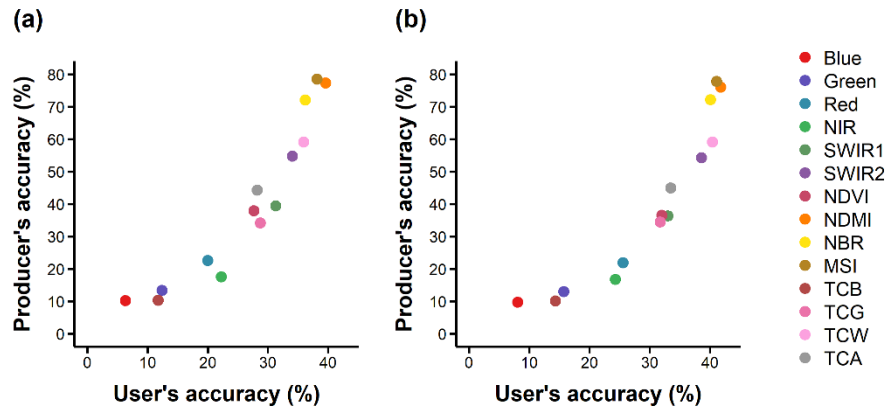 (a)
(b)
Producer's accuracy (%)
80
70
60
50
40
30
20
10
0
0 10 20 30 40
User's accuracy (%)
Producer's accuracy (%)
80
70
60
50
40
30
20
10
0
0 10 20 30 40
User's accuracy (%)
Blue
Green
Red
NIR
SWIR1
SWIR2
NDVI
NDMI
NBR
MSI
TCB
TCG
TCW
TCA